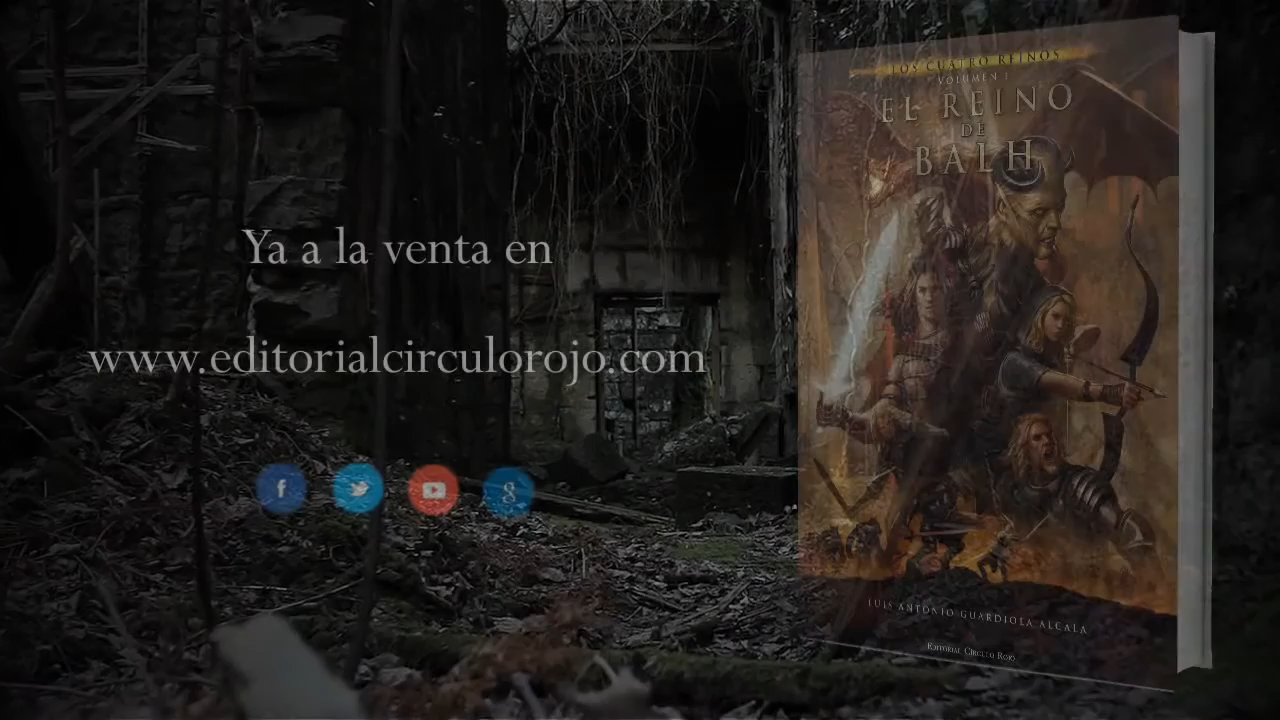 Ya a la venta en
www.editorialcirculorojo.com
LOS CUATRO REINOS
VOLUMEN I
EL REINO
DE
BALH
LUIS ANTONIO GUARDIOLA ALCALA
EDITORIAL CÍRCULO ROJO